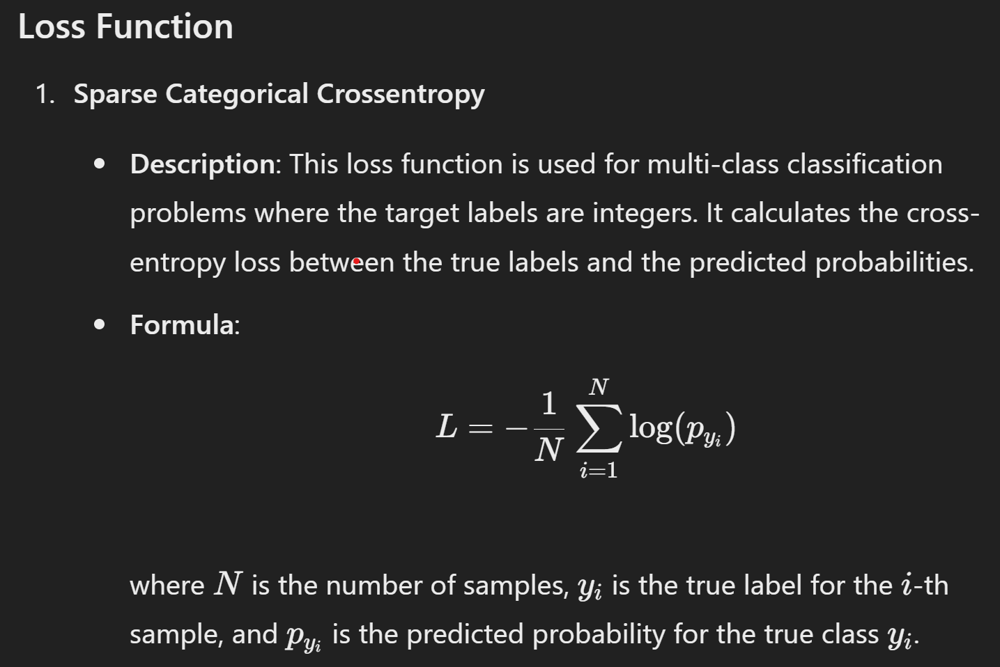 Loss Function
1. Sparse Categorical Crossentropy
• Description: This loss function is used for multi-class classification
problems where the target labels are integers. It calculates the cross-
entropy loss between the true labels and the predicted probabilities.
• Formula:
L = -\frac{1}{N} \sum_{i=1}^{N} \log(p_{y_i})
where N is the number of samples, y_i is the true label for the i-th
sample, and p_{y_i} is the predicted probability for the true class y_i.